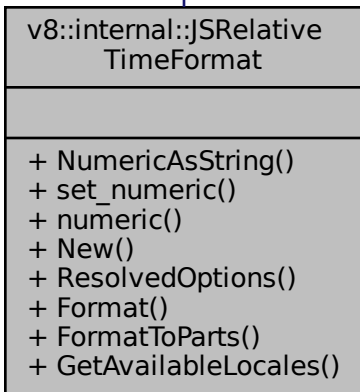 v8::internal::JSRelative
TimeFormat
+ NumericAsString()
+ set_numeric()
+ numeric()
+ New()
+ ResolvedOptions()
+ Format()
+ FormatToParts()
+ GetAvailableLocales()